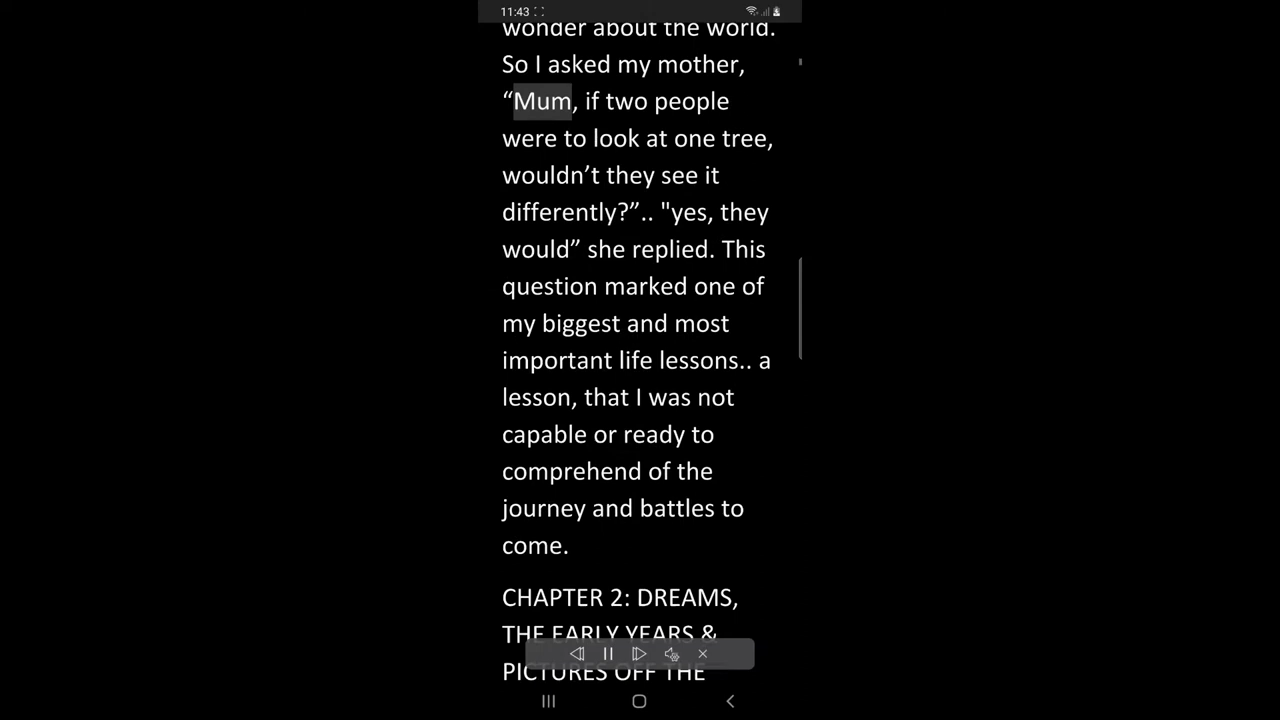 11:43
wonder about the world.
So I asked my mother,
“Mum, if two people
were to look at one tree,
wouldn’t they see it
differently?”.. "yes, they
would” she replied. This
question marked one of
my biggest and most
important life lessons.. a
lesson, that I was not
capable or ready to
comprehend of the
journey and battles to
come.
CHAPTER 2: DREAMS,
THE EARLY YEARS &
PICTURES OFF THE